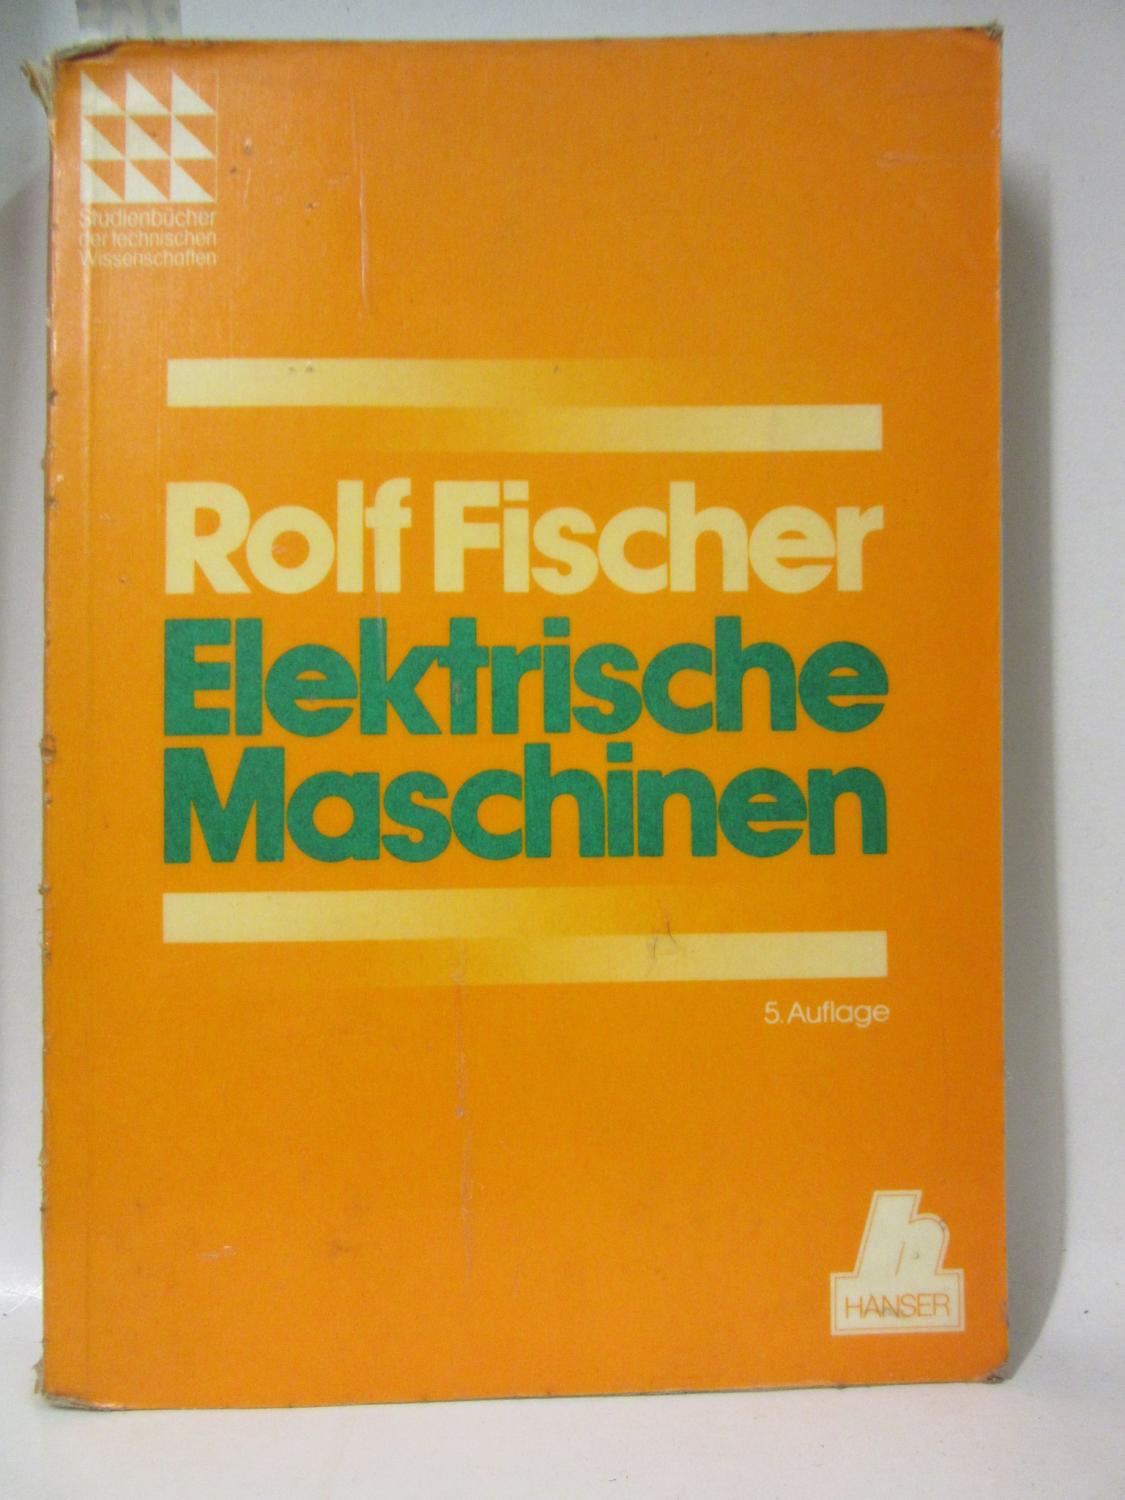 Studienbücher
der technischen
Wissenschaften
Rolf Fischer
Elektrische
Maschinen
5. Auflage
h
HANSER